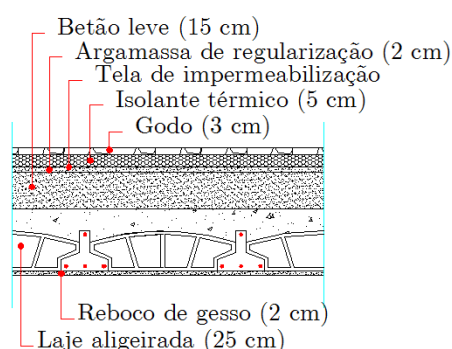 Betão leve (15 cm)
Argamassa de regularização (2 cm)
Tela de impermeabilização
Isolante térmico (5 cm)
Godo (3 cm)
Reboco de gesso (2 cm)
Laje aligeirada (25 cm)